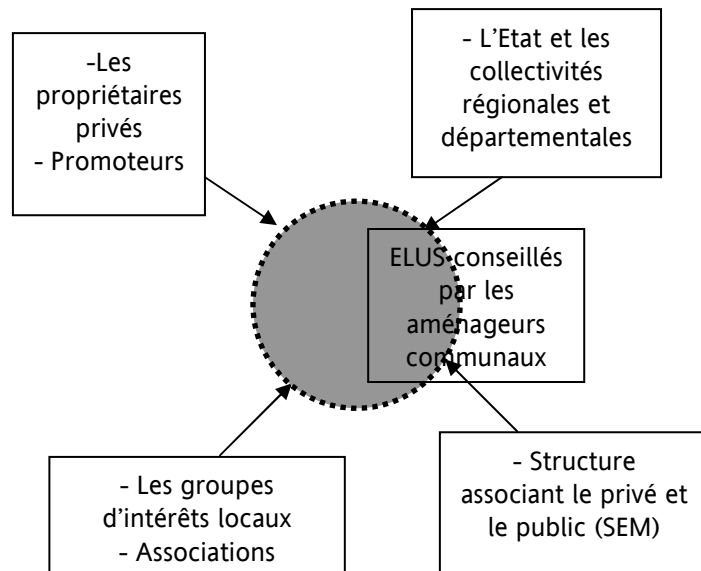 -Les
propriétaires
privés
- Promoteurs
- L'Etat et les
collectivités
régionales et
départementales
ELUS conseillés
par les
aménageurs
communaux
- Les groupes
d'intérêts locaux
- Associations
- Structure
associant le privé et
le public (SEM)